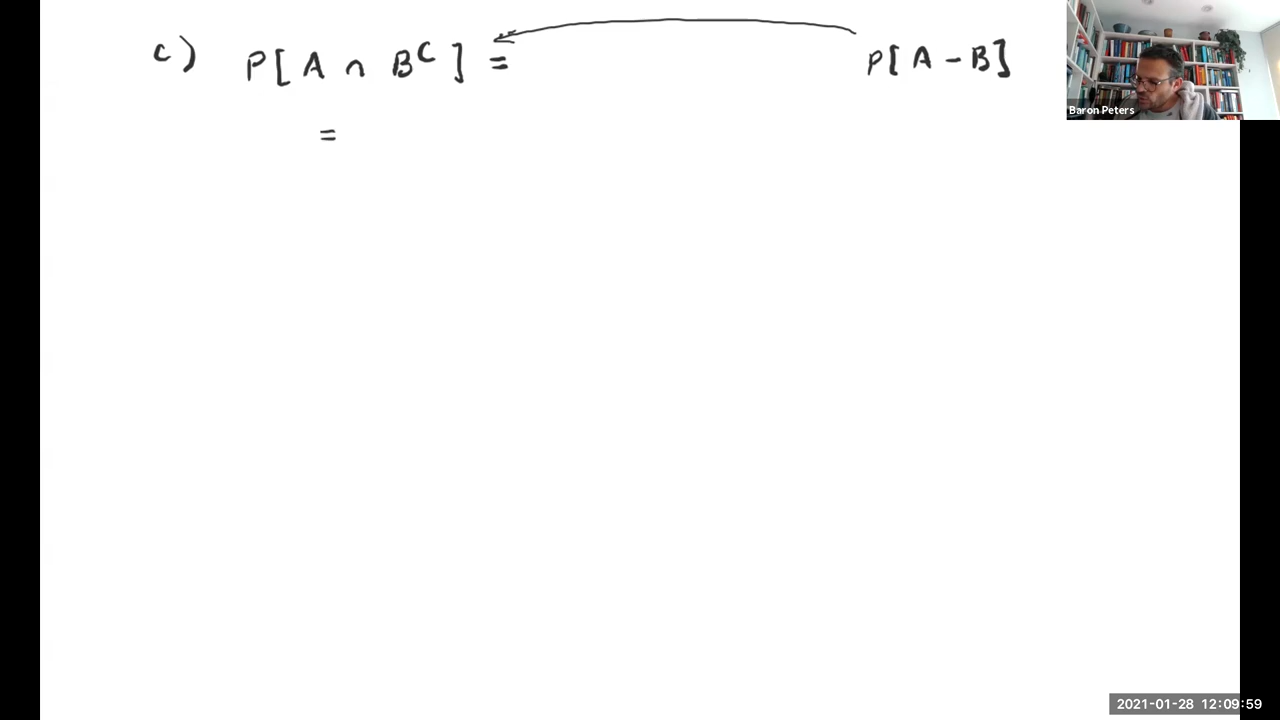 c) P[ A ∩ B^C ] = P[ A - B ]
=
Baron Peters
2021-01-28 12:09:59